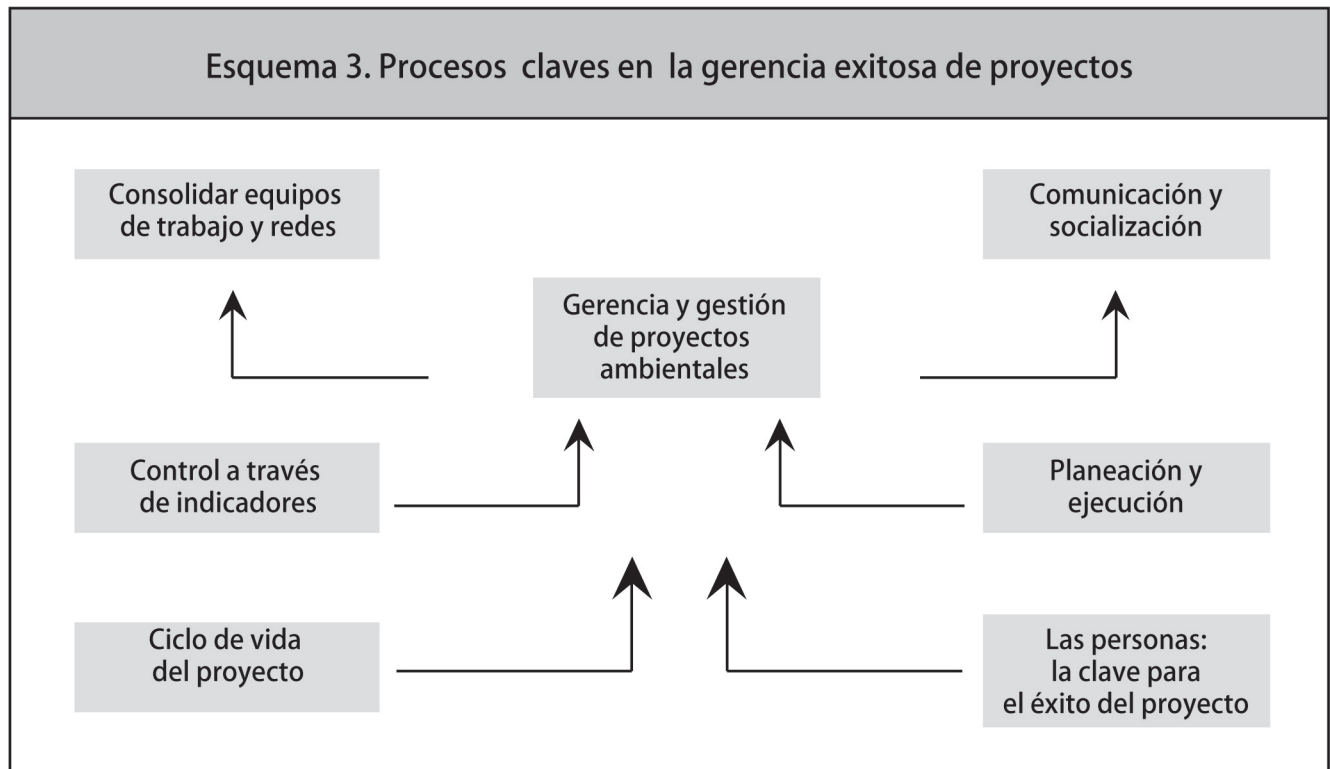 Esquema 3. Procesos claves en la gerencia exitosa de proyectos
Consolidar equipos
de trabajo y redes
Comunicación y
socialización
Gerencia y gestión
de proyectos
ambientales
Control a través
de indicadores
Planeación y
ejecución
Ciclo de vida
del proyecto
Las personas:
la clave para
el éxito del proyecto